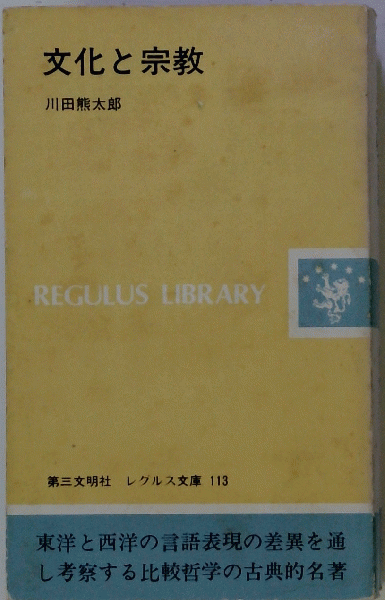 文化と宗教
川田熊太郎
REGULUS LIBRARY
第三文明社 レグルス文庫 113
東洋と西洋の言語表現の差異を通
し考察する比較哲学の古典的名著